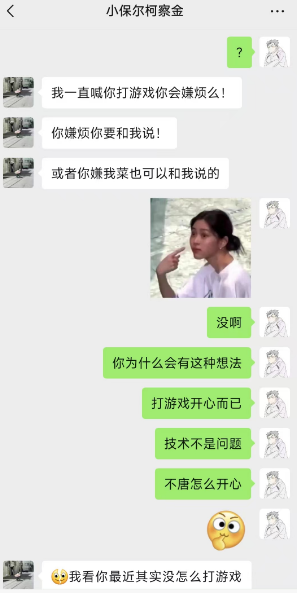 小保尔柯察金
？
我一直喊你打游戏你会嫌烦么！
你嫌烦你要和我说！
或者你嫌我菜也可以和我说的
没啊
你为什么会有这种想法
打游戏开心而已
技术不是问题
不唐怎么开心
我看你最近其实没怎么打游戏